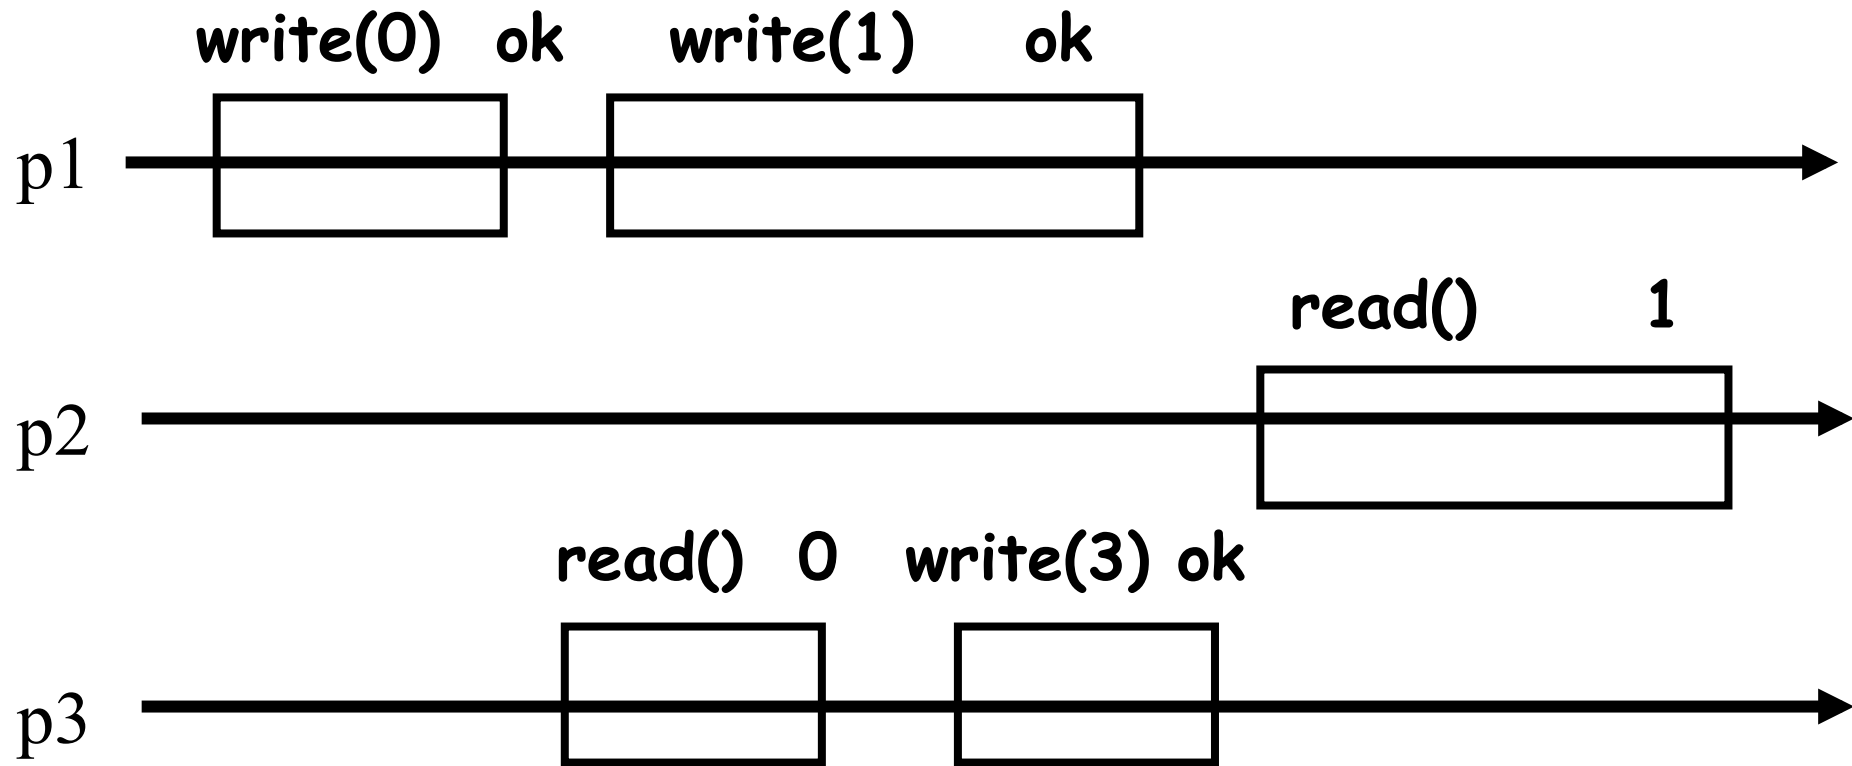 write(0) ok write(1) ok
p1
read() 1
p2
read() 0 write(3) ok
p3